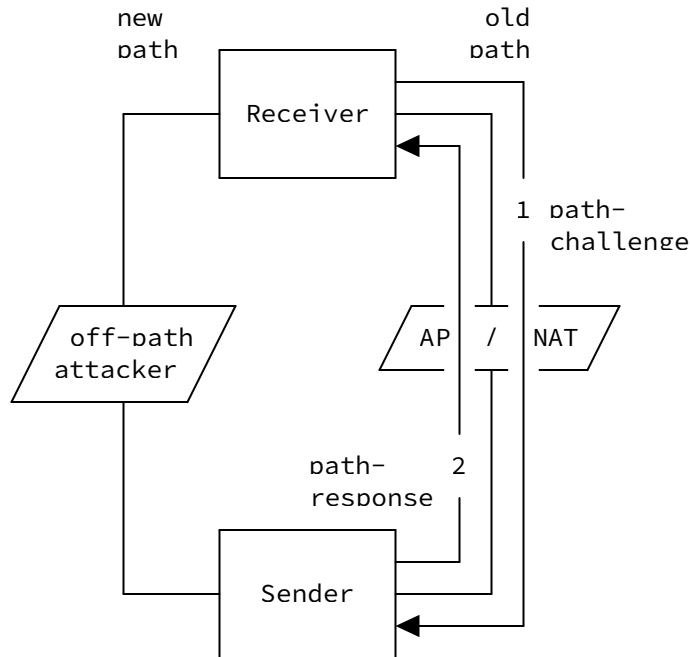 new
path
old
path
Receiver
1 path-
challenge
off-path
attacker
AP / NAT
path- 2
response
Sender